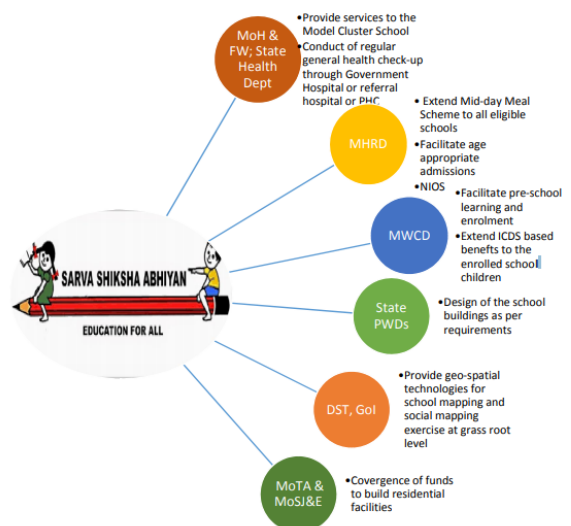 MoH &
FW; State
Health
Dept
•Provide services to the
Model Cluster School
•Conduct of regular
general health check-up
through Government
Hospital or referral
hospital or PHC
MHRD
• Extend Mid-day Meal
Scheme to all eligible
schools
•Facilitate age
appropriate
admissions
•NIOS
MWCD
•Facilitate pre-school
learning and
enrolment
•Extend ICDS based
benefts to the
enrolled school
children
SARVA SHIKSHA ABHIYAN
EDUCATION FOR ALL
State
PWDs
•Design of the school
buildings as per
requirements
DST, GoI
•Provide geo-spatial
technologies for
school mapping and
social mapping
exercise at grass root
level
MoTA &
MoSJ&E
•Covergence of funds
to build residential
facilities